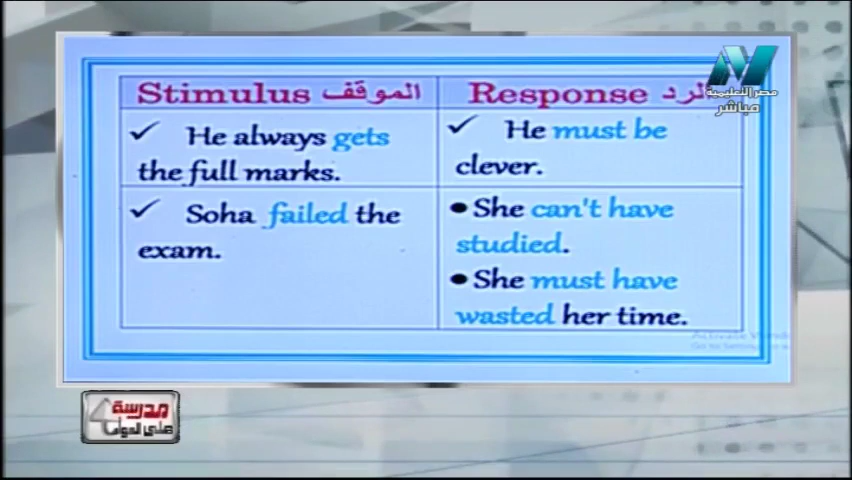 Stimulus الموقف
Response الرد
مصر التعليمية
مباشر
✓ He always gets
the full marks.
✓ He must be
clever.
✓ Soha failed the
exam.
●She can't have
studied.
●She must have
wasted her time.
مدرسة
على الهواء